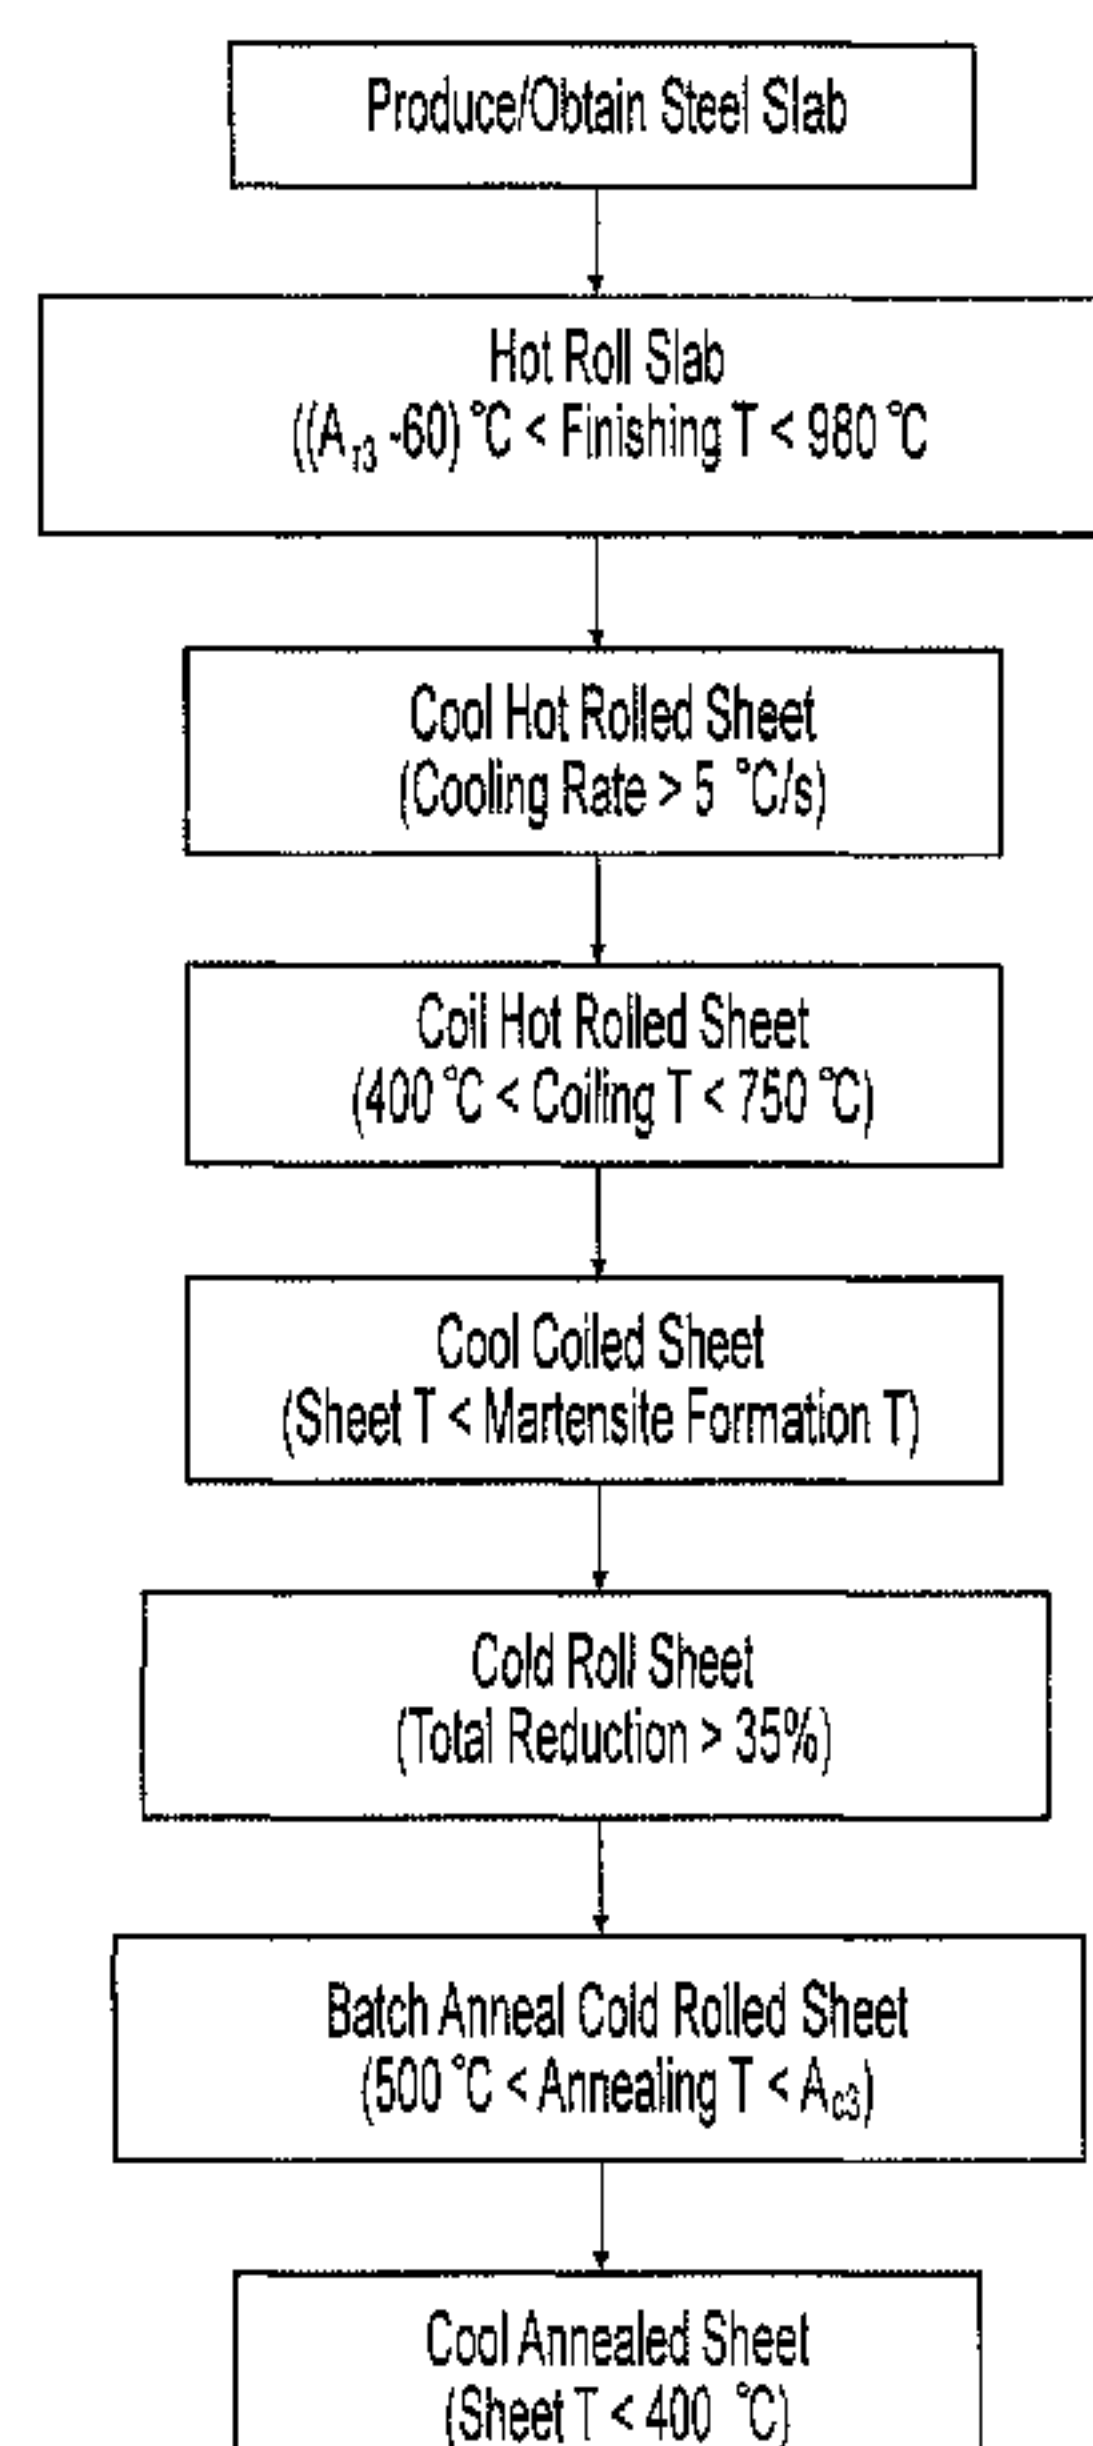 Produce/Obtain Steel Slab
Hot Roll Slab
((Ar3 -60) °C < Finishing T < 980 °C
Cool Hot Rolled Sheet
(Cooling Rate > 5 °C/s)
Coil Hot Rolled Sheet
(400 °C < Coiling T < 750 °C)
Cool Coiled Sheet
(Sheet T < Martensite Formation T)
Cold Roll Sheet
(Total Reduction > 35%)
Batch Anneal Cold Rolled Sheet
(500 °C < Annealing T < Ac3)
Cool Annealed Sheet
(Sheet T < 400 °C)